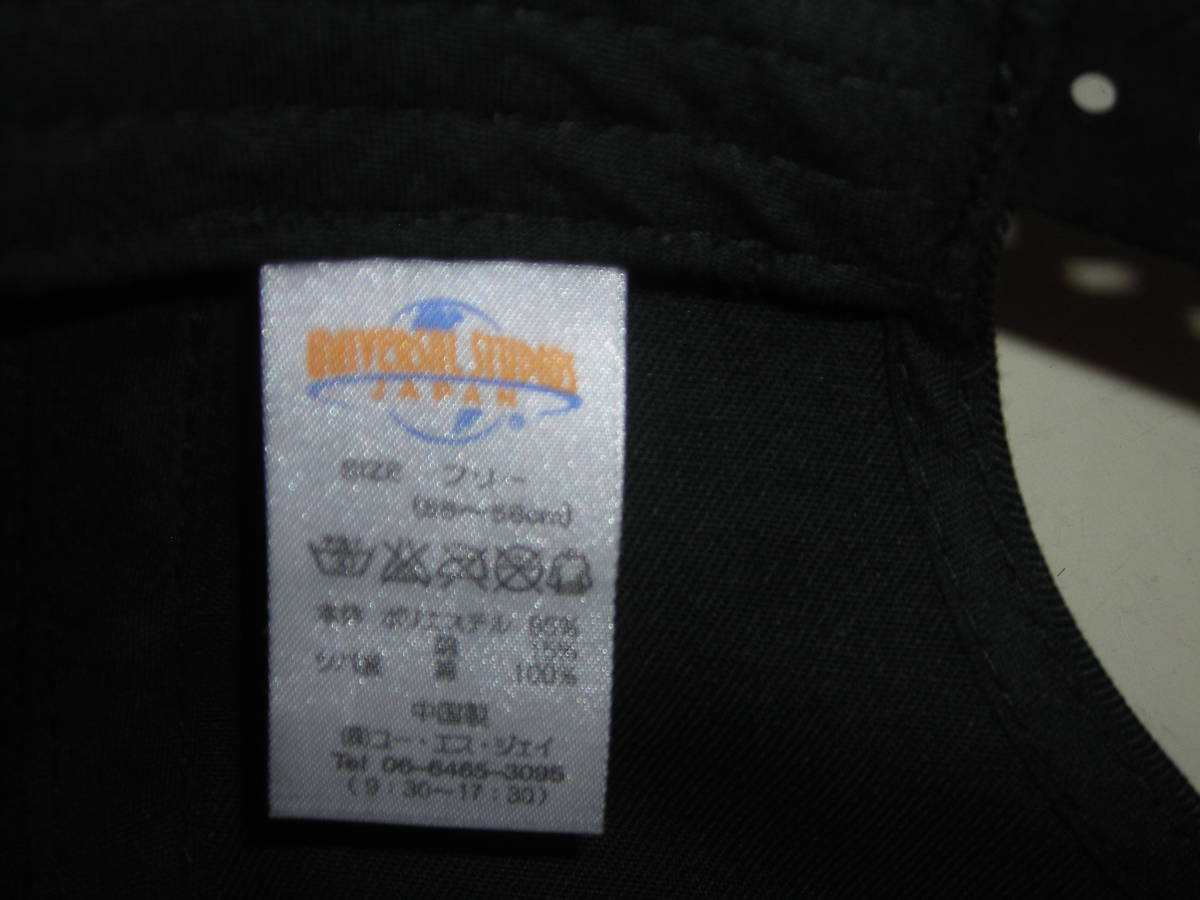 UNIVERSAL STUDIOS
JAPAN
®
SIZE フリー
本体 ポリエステル
綿 15%
100%
中国製
㈱ユー・エス・ジェイ
Tel 06-6465-3095
(9:30~17:30)